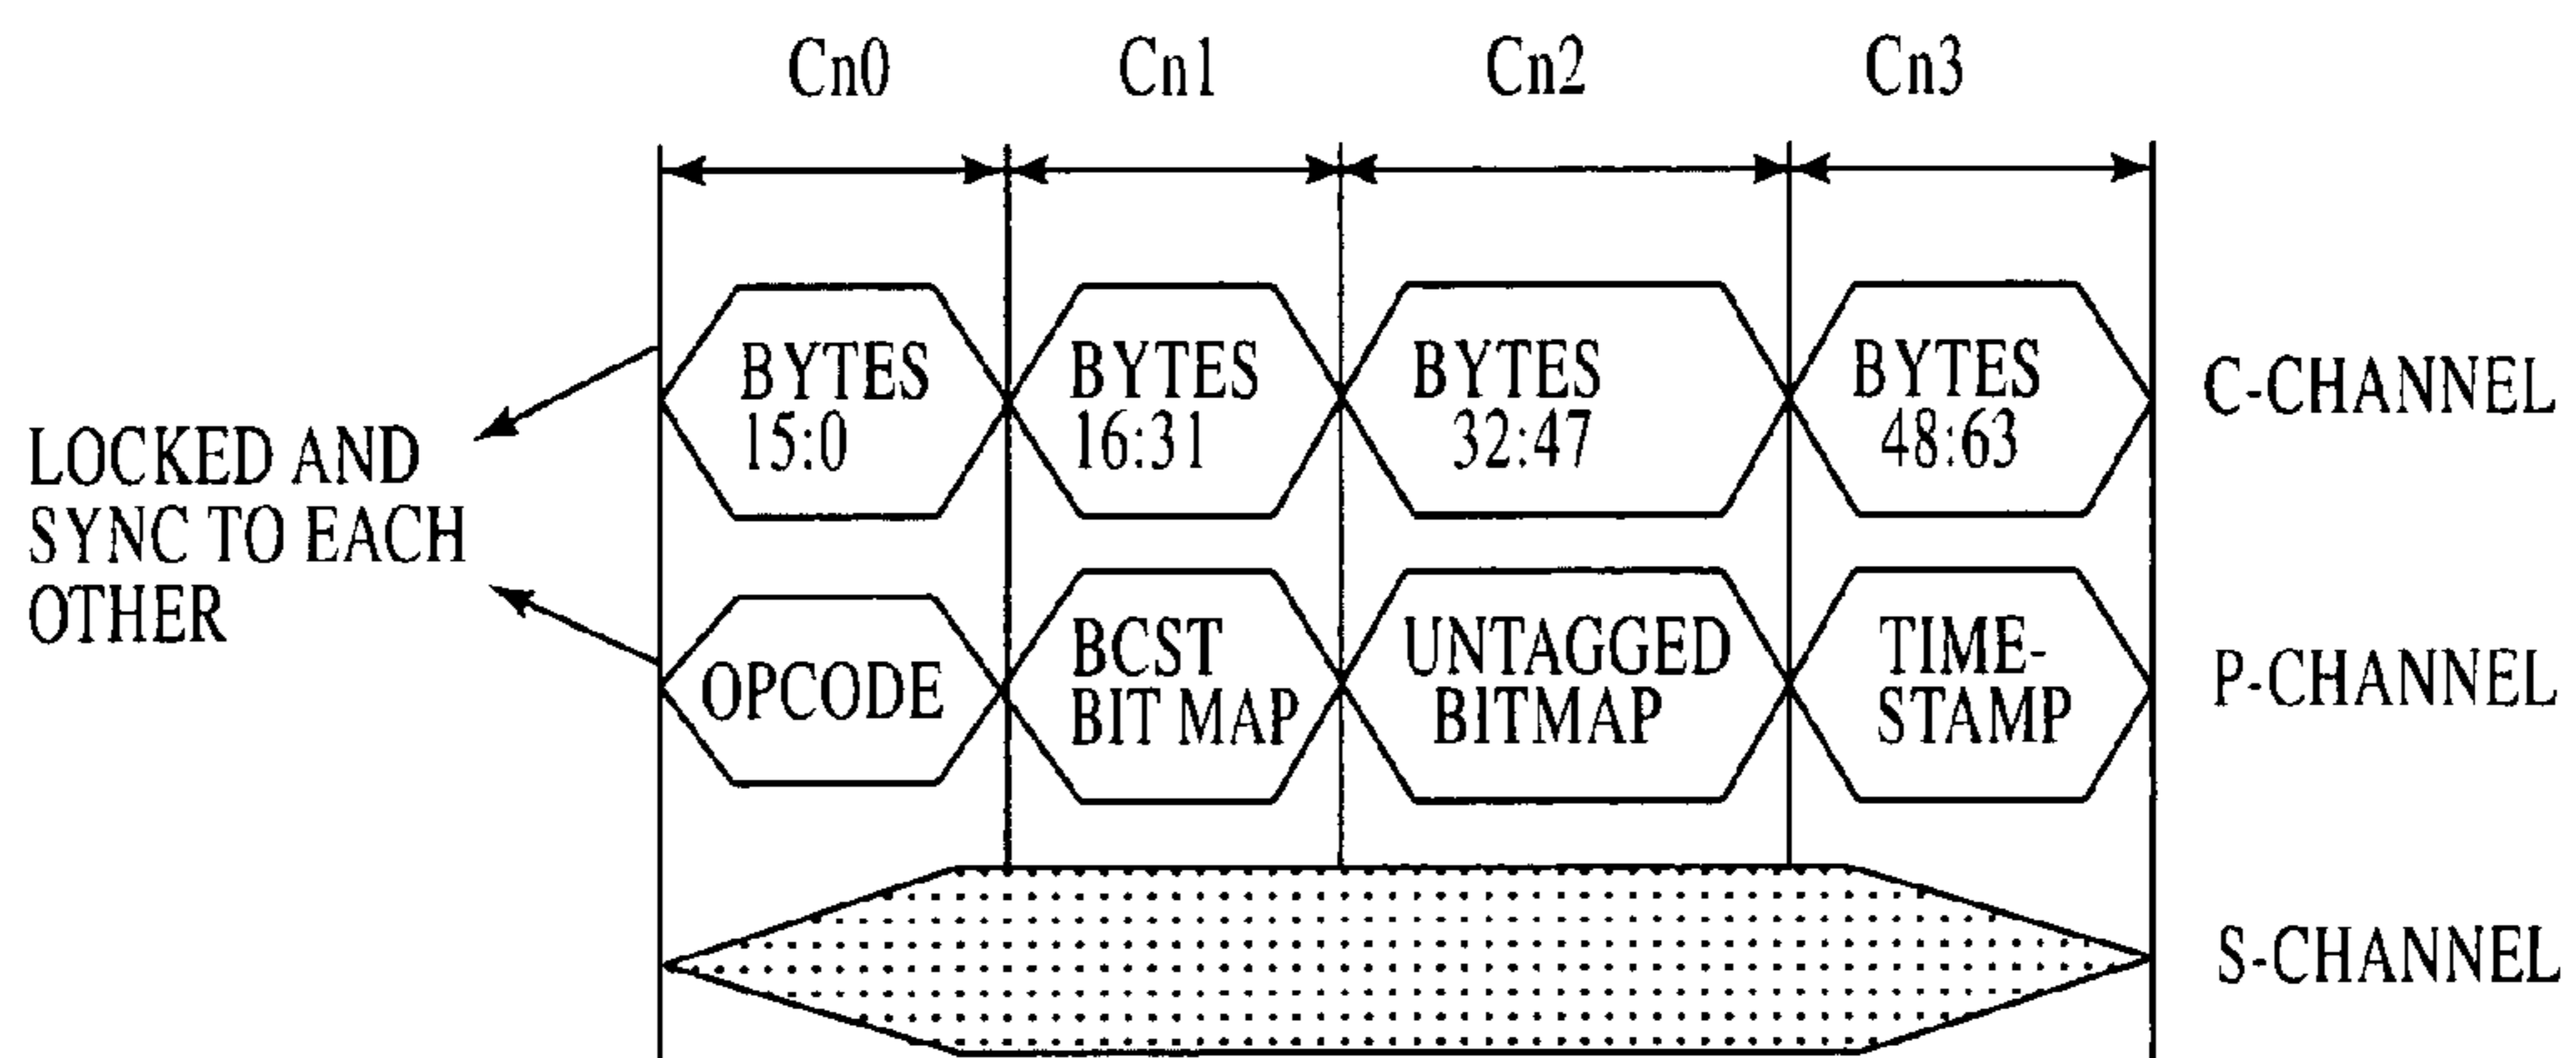 Cn0 Cn1 Cn2 Cn3
BYTES
15:0
BYTES
16:31
BYTES
32:47
BYTES
48:63
C-CHANNEL
LOCKED AND
SYNC TO EACH
OTHER
OPCODE
BCST
BIT MAP
UNTAGGED
BITMAP
TIME-
STAMP
P-CHANNEL
S-CHANNEL